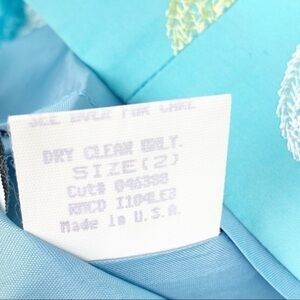 SEE OVER FOR CARE
DRY CLEAN ONLY.
SIZE(2)
Cut# 046388
Made in U.S.A.